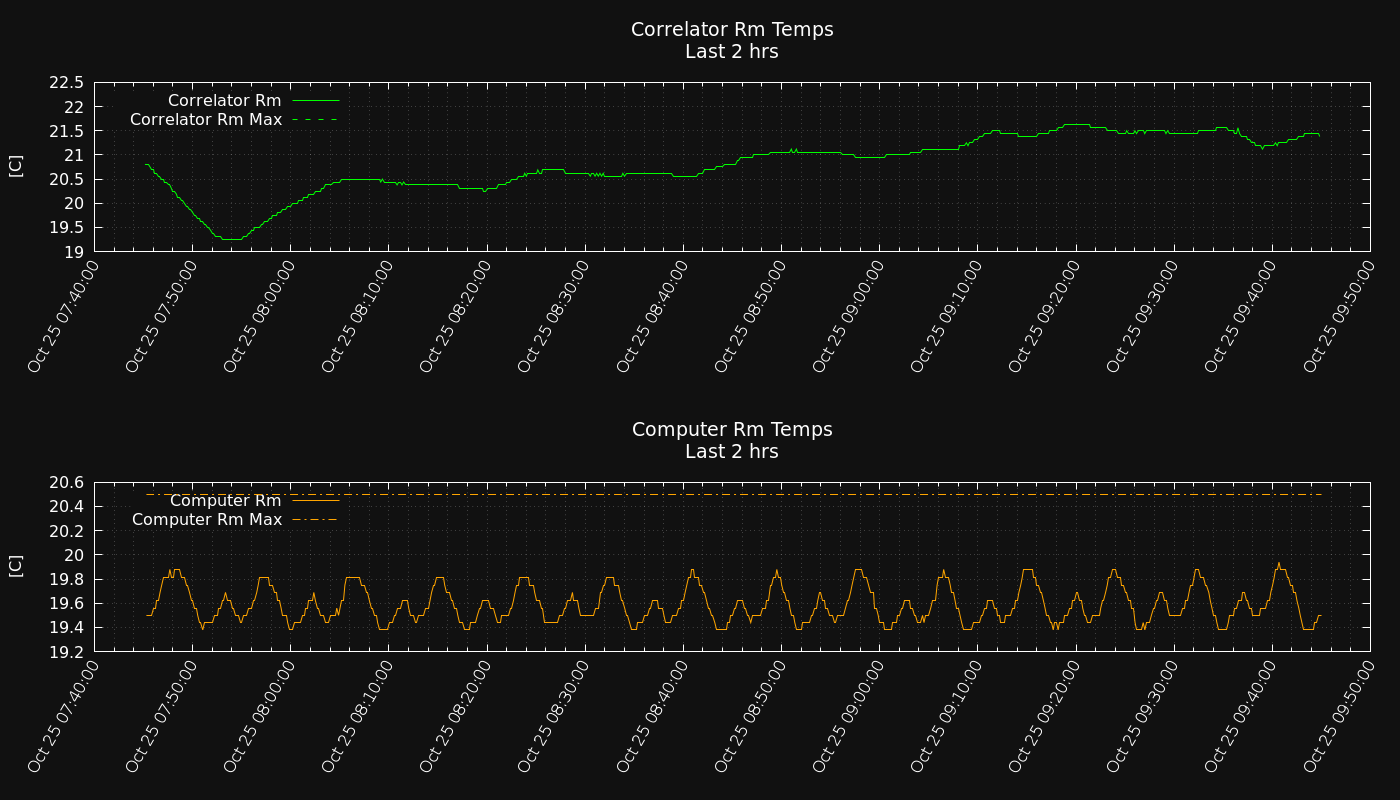 Correlator Rm Temps
Last 2 hrs
22.5
22
21.5
21
20.5
20
19.5
19
[C]
Correlator Rm
Correlator Rm Max
Oct 25 07:40:00
Oct 25 07:50:00
Oct 25 08:00:00
Oct 25 08:10:00
Oct 25 08:20:00
Oct 25 08:30:00
Oct 25 08:40:00
Oct 25 08:50:00
Oct 25 09:00:00
Oct 25 09:10:00
Oct 25 09:20:00
Oct 25 09:30:00
Oct 25 09:40:00
Oct 25 09:50:00
Computer Rm Temps
Last 2 hrs
20.6
20.4
20.2
20
19.8
19.6
19.4
19.2
[C]
Computer Rm
Computer Rm Max
Oct 25 07:40:00
Oct 25 07:50:00
Oct 25 08:00:00
Oct 25 08:10:00
Oct 25 08:20:00
Oct 25 08:30:00
Oct 25 08:40:00
Oct 25 08:50:00
Oct 25 09:00:00
Oct 25 09:10:00
Oct 25 09:20:00
Oct 25 09:30:00
Oct 25 09:40:00
Oct 25 09:50:00